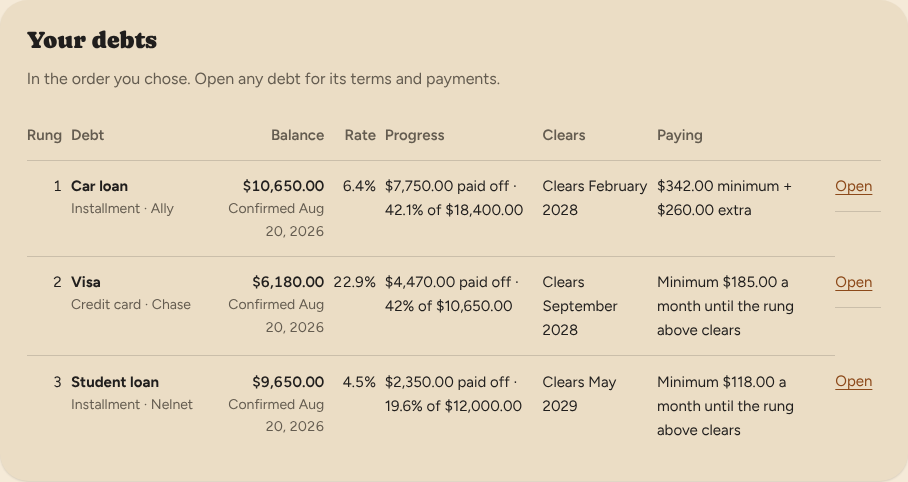 Your debts
In the order you chose. Open any debt for its terms and payments.
Rung Debt Balance Rate Progress Clears Paying
1 Car loan $10,650.00 6.4% $7,750.00 paid off · Clears February $342.00 minimum + Open
Installment · Ally Confirmed Aug 42.1% of $18,400.00 2028 $260.00 extra
20, 2026
2 Visa $6,180.00 22.9% $4,470.00 paid off · Clears Minimum $185.00 a Open
Credit card · Chase Confirmed Aug 42% of $10,650.00 September month until the rung
20, 2026 2028 above clears
3 Student loan $9,650.00 4.5% $2,350.00 paid off · Clears May Minimum $118.00 a Open
Installment · Nelnet Confirmed Aug 19.6% of $12,000.00 2029 month until the rung
20, 2026 above clears